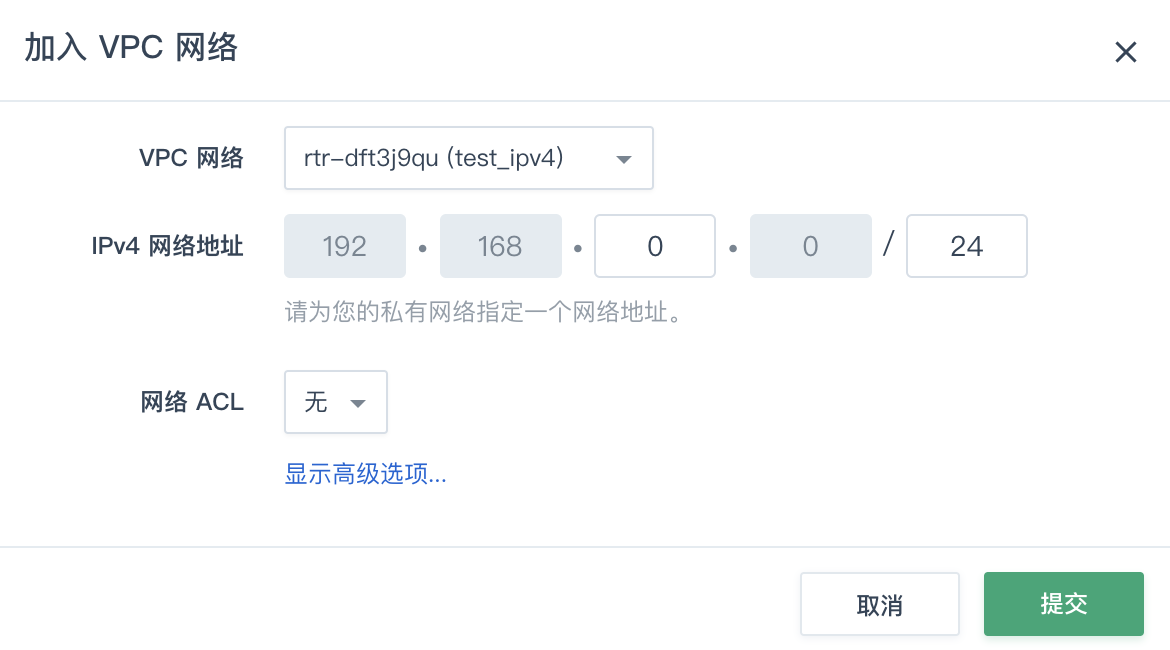 加入 VPC 网络
VPC 网络 rtr-dft3j9qu (test_ipv4)
IPv4 网络地址 192 • 168 • 0 • 0 / 24
请为您的私有网络指定一个网络地址。
网络 ACL 无
显示高级选项...
取消 提交